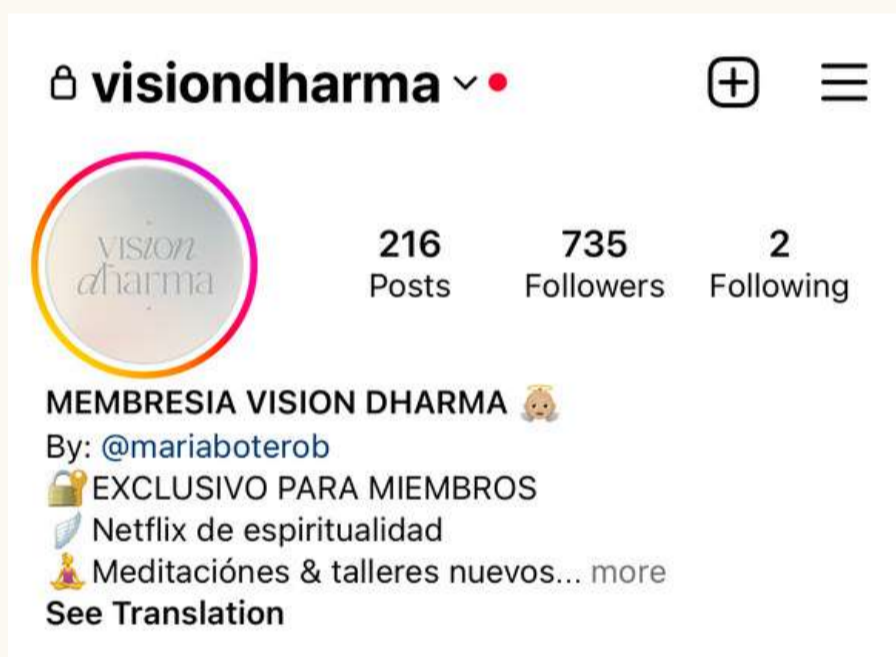 visiondharma
vision
dharma
216
735
2
Posts
Followers
Following
MEMBRESIA VISION DHARMA 👼🏼
By: @mariaboterob
🔐EXCLUSIVO PARA MIEMBROS
🪽Netflix de espiritualidad
🧘‍♀️Meditaciónes & talleres nuevos... more
See Translation